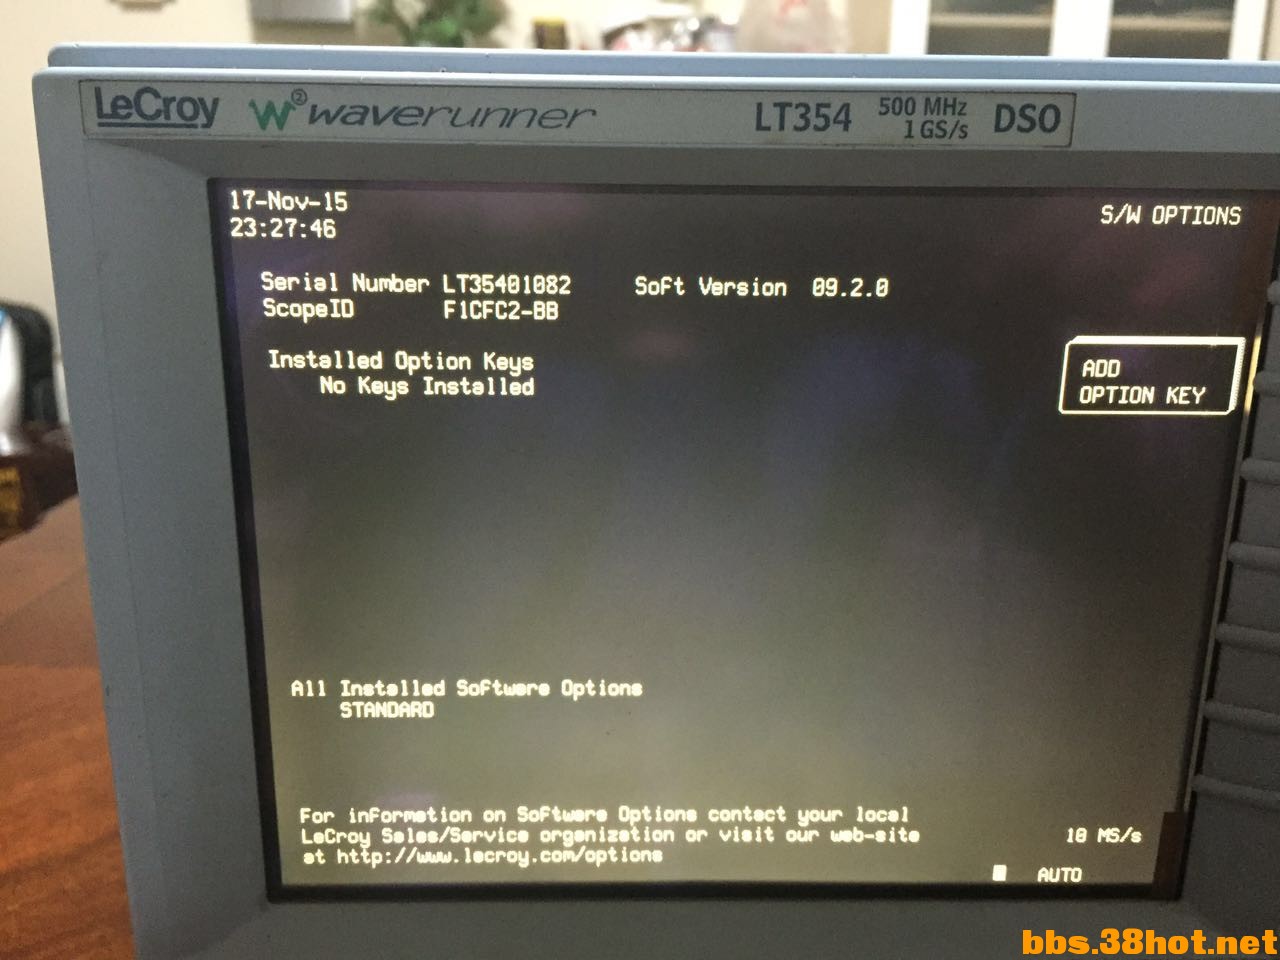 LeCroy W② waverunner LT354 500 MHz 1 GS/s DSO
17-Nov-15
23:27:46
S/W OPTIONS
Serial Number LT35401082 Soft Version 09.2.0
ScopeID F1CFC2-BB
Installed Option Keys
No Keys Installed
ADD
OPTION KEY
All Installed Software Options
STANDARD
For information on Software Options contact your local
LeCroy Sales/Service organization or visit our web-site
at http://www.lecroy.com/options
10 MS/s
AUTO
bbs.38hot.net